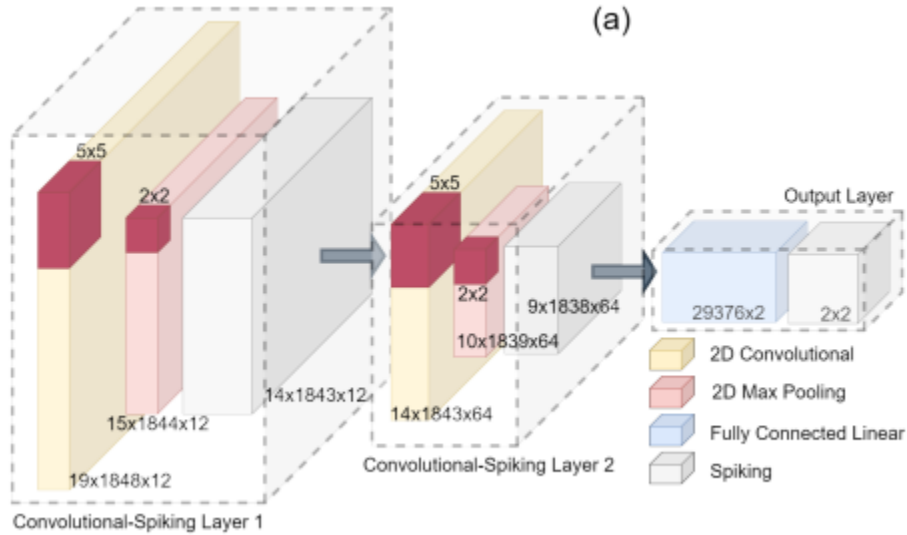 (a)
5x5
2x2
15x1844x12
14x1843x12
19x1848x12
Convolutional-Spiking Layer 1
5x5
2x2
9x1838x64
10x1839x64
14x1843x64
Convolutional-Spiking Layer 2
Output Layer
29376x2
2x2
2D Convolutional
2D Max Pooling
Fully Connected Linear
Spiking